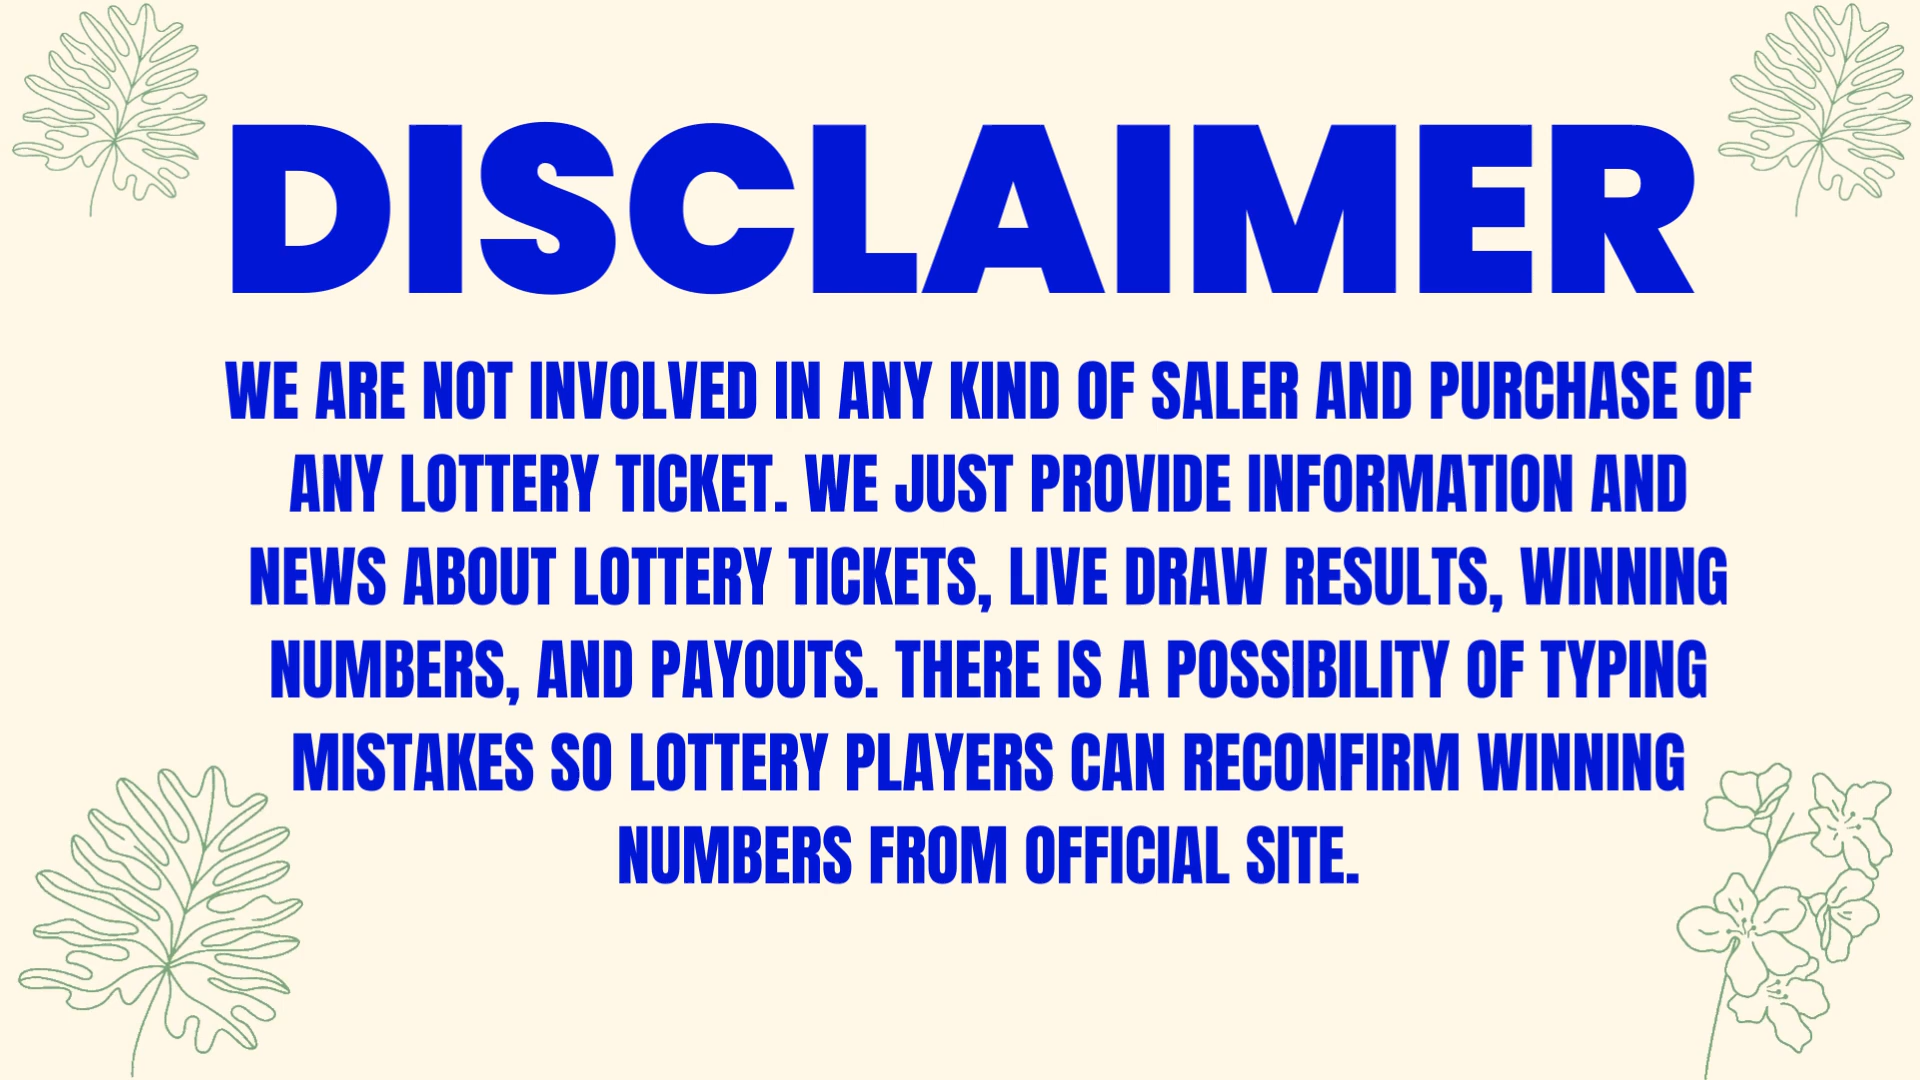 DISCLAIMER
WE ARE NOT INVOLVED IN ANY KIND OF SALER AND PURCHASE OF
ANY LOTTERY TICKET. WE JUST PROVIDE INFORMATION AND
NEWS ABOUT LOTTERY TICKETS, LIVE DRAW RESULTS, WINNING
NUMBERS, AND PAYOUTS. THERE IS A POSSIBILITY OF TYPING
MISTAKES SO LOTTERY PLAYERS CAN RECONFIRM WINNING
NUMBERS FROM OFFICIAL SITE.